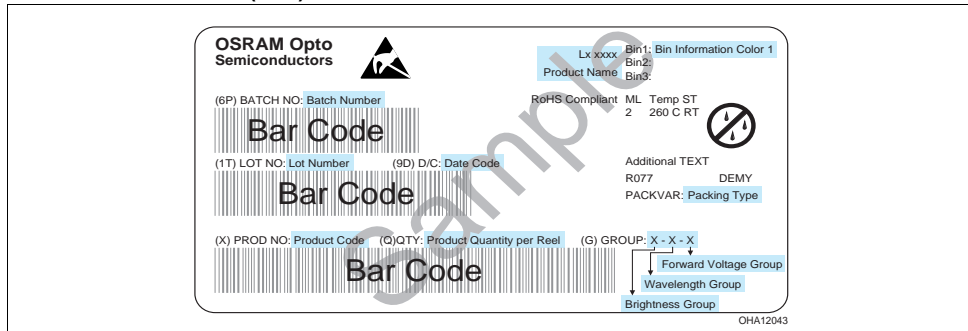 OSRAM Opto
Semiconductors
Lx xxxx
Product Name
Bin1: Bin Information Color 1
Bin2:
Bin3:
(6P) BATCH NO: Batch Number
Bar Code
RoHS Compliant ML Temp ST
2 260 C RT
(1T) LOT NO: Lot Number (9D) D/C: Date Code
Bar Code
Additional TEXT
R077 DEMY
PACKVAR: Packing Type
(X) PROD NO: Product Code (Q)QTY: Product Quantity per Reel (G) GROUP: X - X - X
Bar Code
Forward Voltage Group
Wavelength Group
Brightness Group
Sample
OHA12043